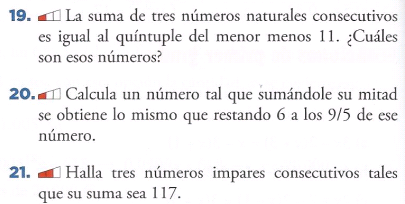 19. La suma de tres números naturales consecutivos
es igual al quíntuple del menor menos 11. ¿Cuáles
son esos números?
20. Calcula un número tal que sumándole su mitad
se obtiene lo mismo que restando 6 a los 9/5 de ese
número.
21. Halla tres números impares consecutivos tales
que su suma sea 117.